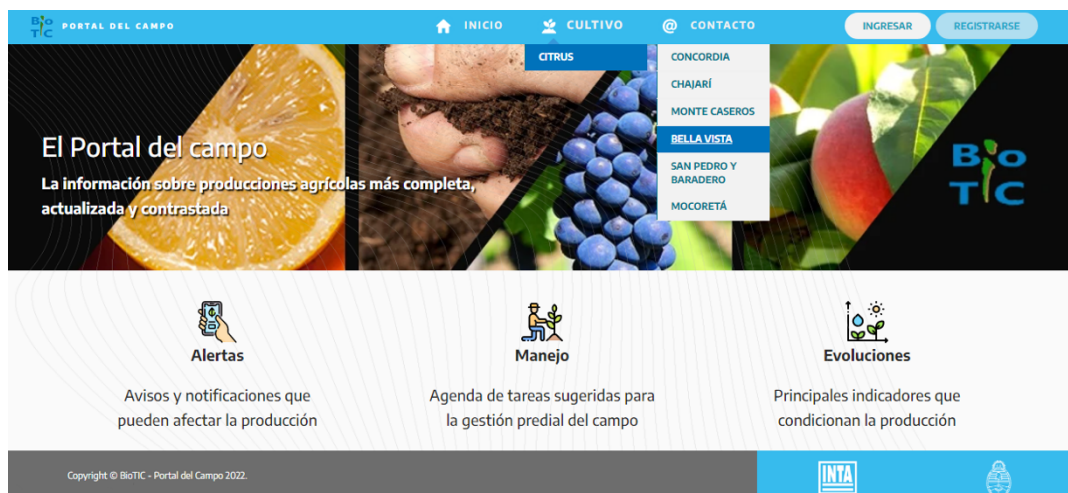 BiO TIC PORTAL DEL CAMPO
INICIO
CULTIVO
CONTACTO
INGRESAR
REGISTRARSE
CITRUS
CONCORDIA
CHAJARÍ
MONTE CASEROS
BELLA VISTA
SAN PEDRO Y
BARADERO
MOCORETÁ
El Portal del campo
La información sobre producciones agrícolas más completa,
actualizada y contrastada
BiO
TIC
Alertas
Avisos y notificaciones que
pueden afectar la producción
Manejo
Agenda de tareas sugeridas para
la gestión predial del campo
Evoluciones
Principales indicadores que
condicionan la producción
Copyright © BioTIC - Portal del Campo 2022.
INTA